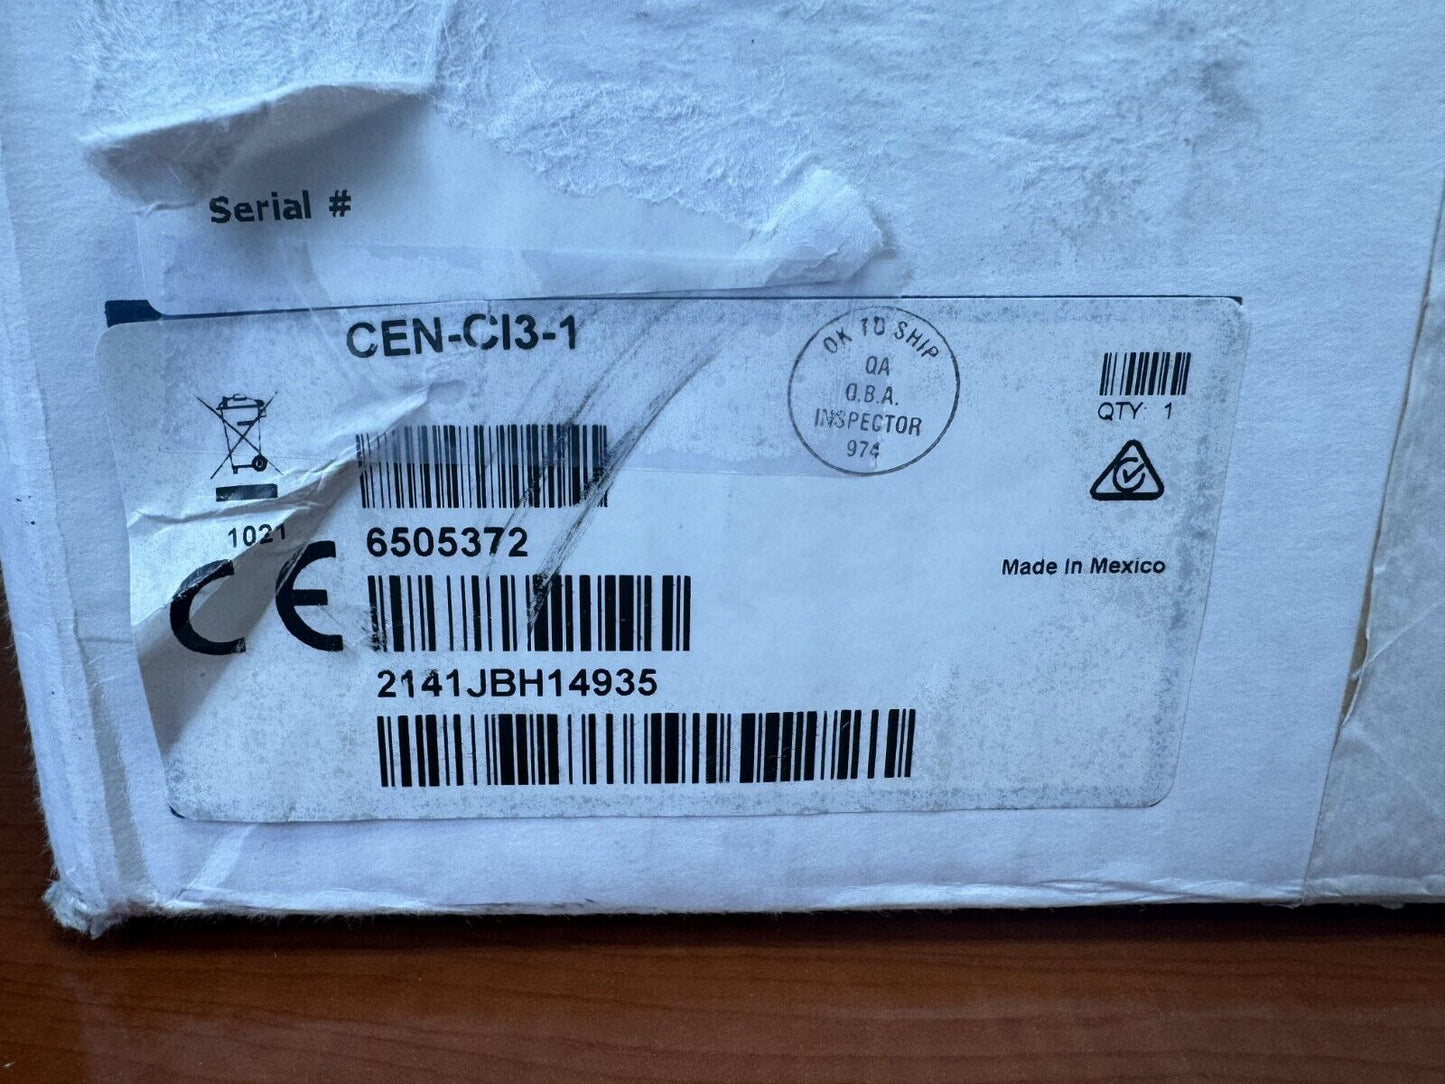 Serial #
CEN-CI3-1
OK TO SHIP
QA
O.B.A.
INSPECTOR
974
QTY: 1
1021
CE
6505372
Made In Mexico
2141JBH14935